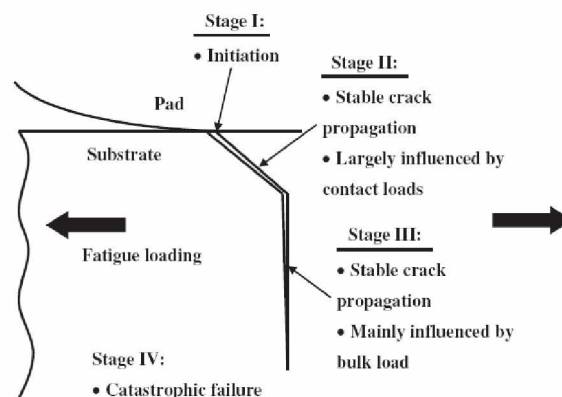 Stage I:
• Initiation
Stage II:
• Stable crack
propagation
• Largely influenced by
contact loads
Pad
Substrate
Fatigue loading
Stage III:
• Stable crack
propagation
• Mainly influenced by
bulk load
Stage IV:
• Catastrophic failure